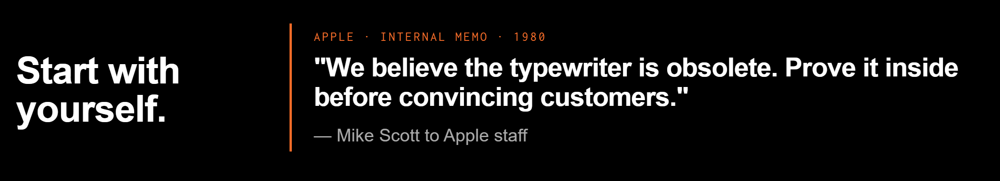 Start with
yourself.
APPLE · INTERNAL MEMO · 1980
"We believe the typewriter is obsolete. Prove it inside
before convincing customers."
— Mike Scott to Apple staff